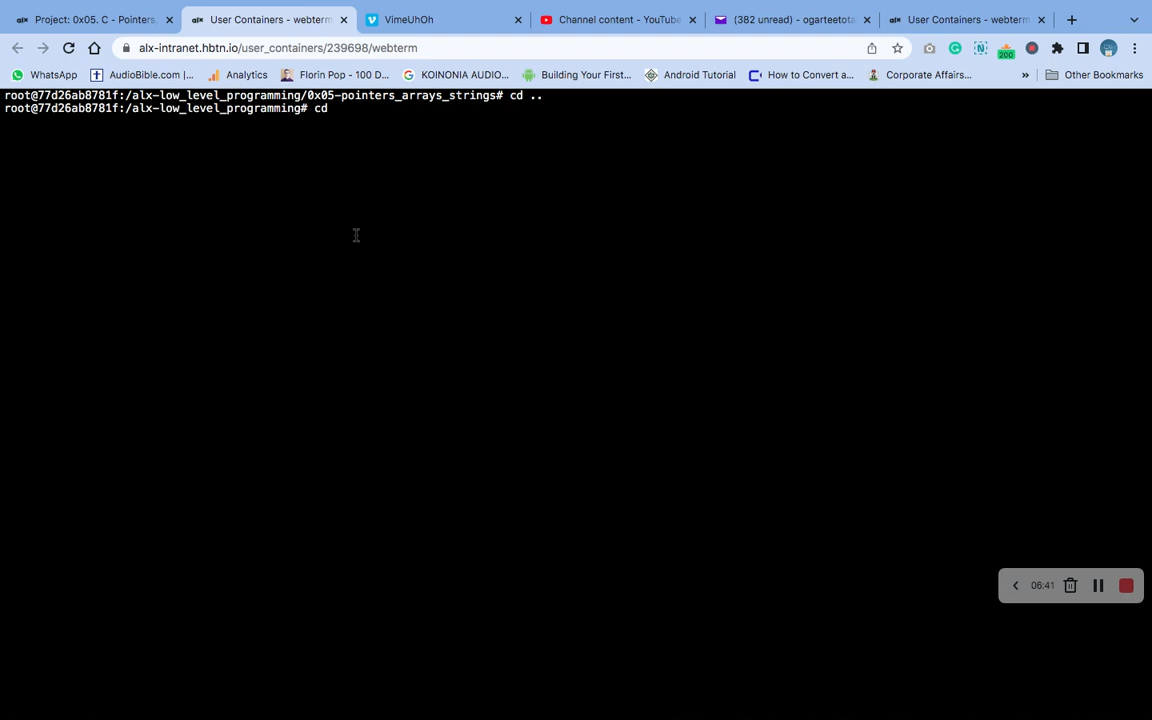 Project: 0x05. C - Pointers,
User Containers - webterm
VimeUhOh
Channel content - YouTube
(382 unread) - ogarteetota
User Containers - webterm
alx-intranet.hbtn.io/user_containers/239698/webterm
200
WhatsApp
AudioBible.com |...
Analytics
Florin Pop - 100 D...
KOINONIA AUDIO...
Building Your First...
Android Tutorial
How to Convert a...
Corporate Affairs...
»
Other Bookmarks
root@77d26ab8781f:/alx-low_level_programming/0x05-pointers_arrays_strings# cd ..
root@77d26ab8781f:/alx-low_level_programming# cd
06:41